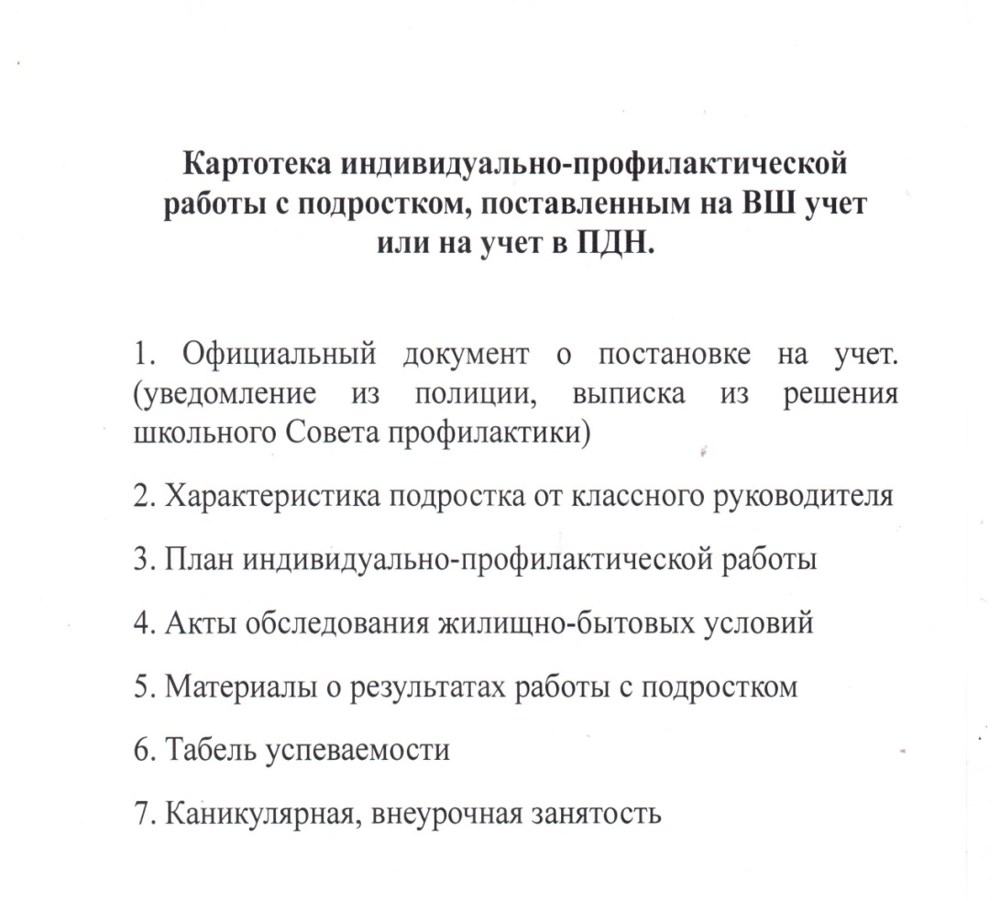 Картотека индивидуально-профилактической
работы с подростком, поставленным на ВШ учет
или на учет в ПДН.
1. Официальный документ о постановке на учет.
(уведомление из полиции, выписка из решения
школьного Совета профилактики)
2. Характеристика подростка от классного руководителя
3. План индивидуально-профилактической работы
4. Акты обследования жилищно-бытовых условий
5. Материалы о результатах работы с подростком
6. Табель успеваемости
7. Каникулярная, внеурочная занятость